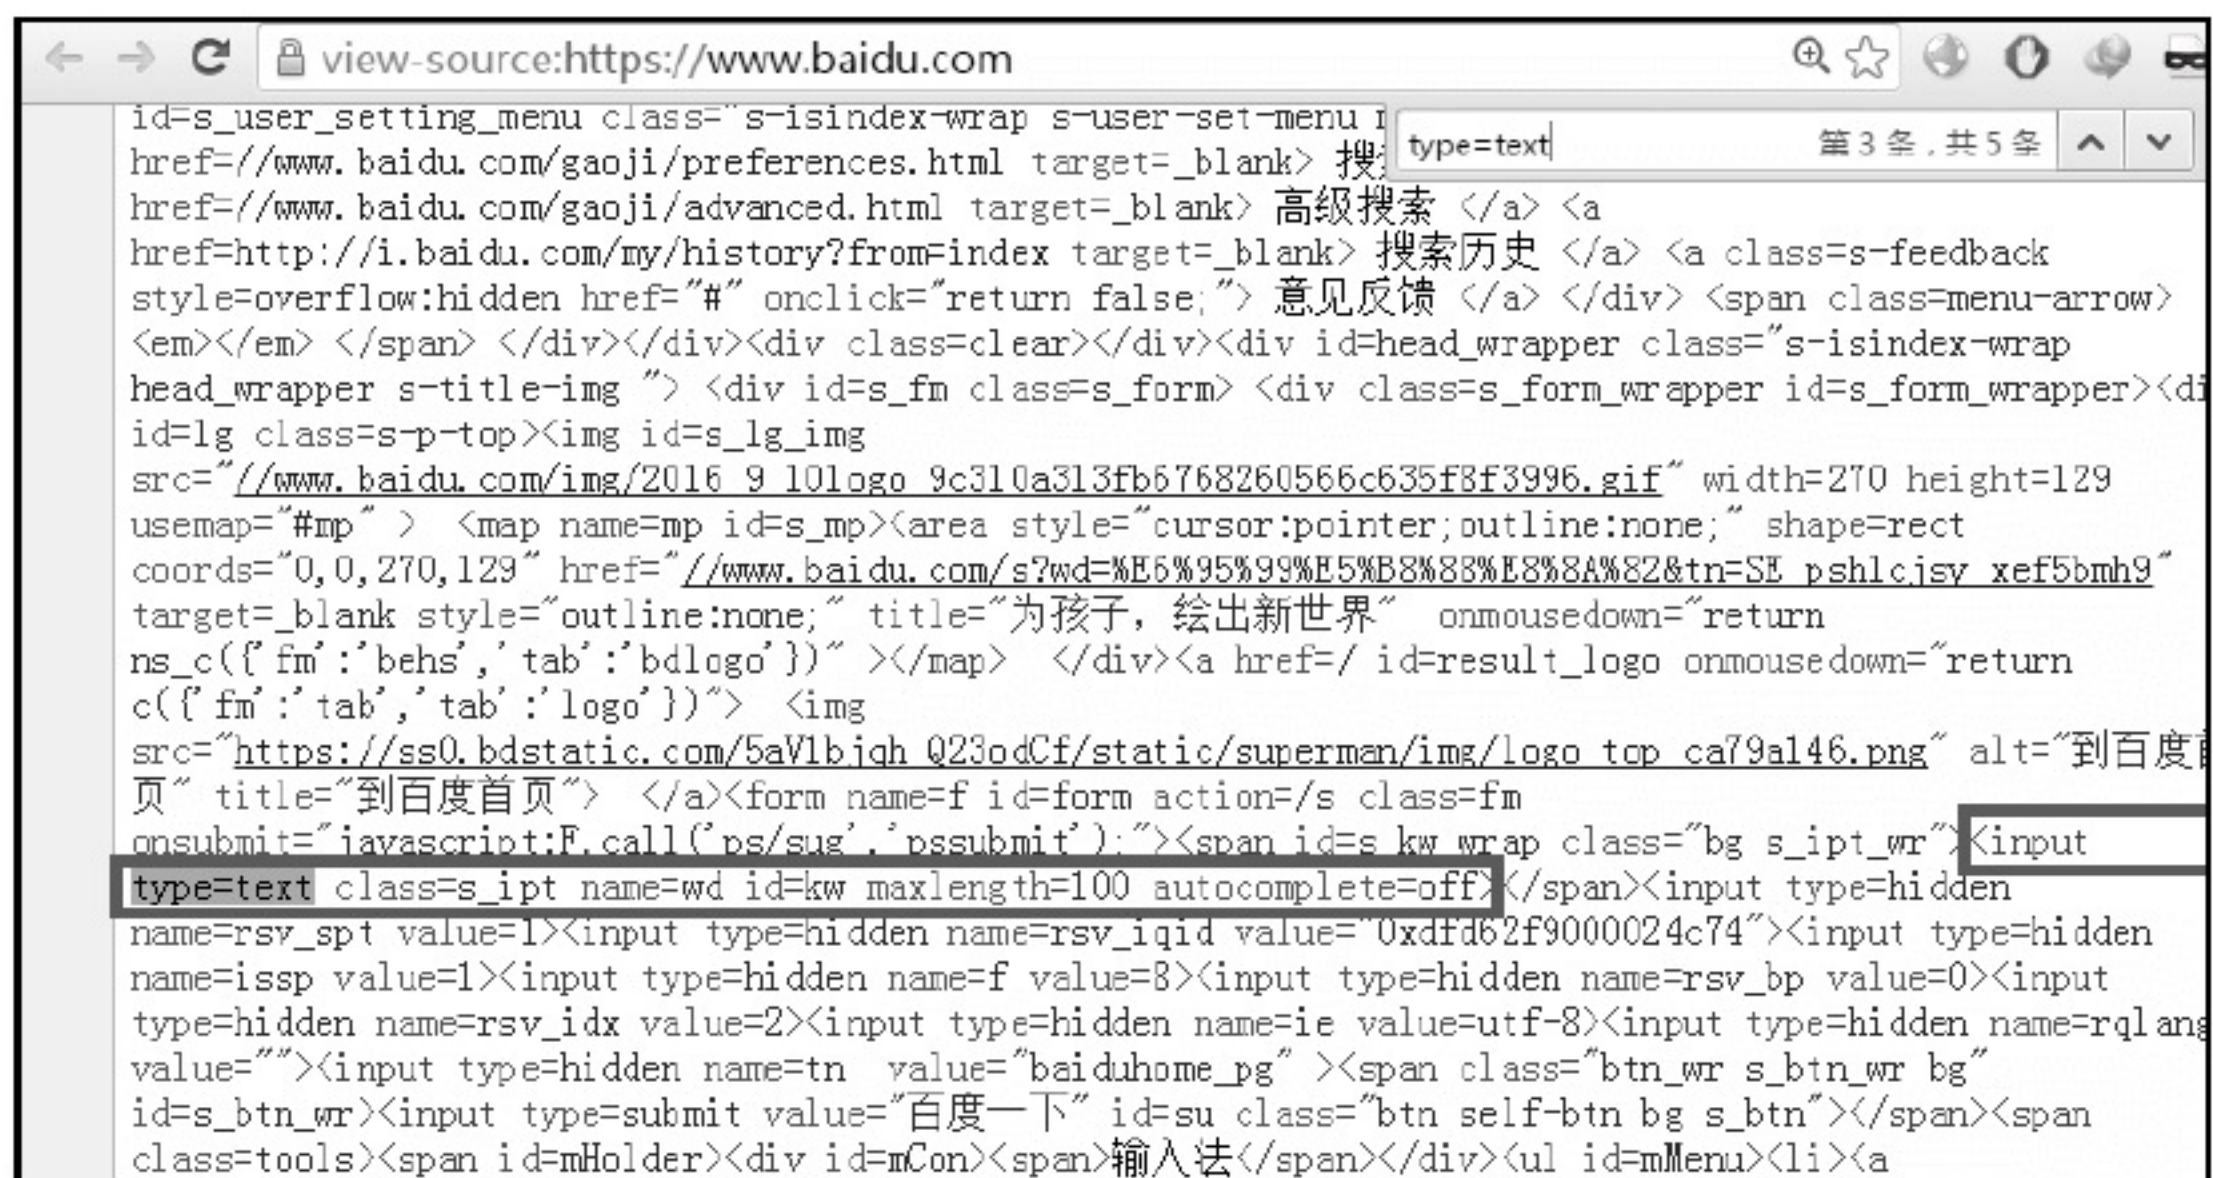 view-source:https://www.baidu.com
type=text 第3条,共5条
id=s_user_setting_menu class="s-isindex-wrap s-user-set-menu
href=//www.baidu.com/gaoji/preferences.html target=_blank>
href=//www.baidu.com/gaoji/advanced.html target=_blank> 高级搜索 </a> <a
href=http://i.baidu.com/my/history?from=index target=_blank> 搜索历史 </a> <a class=s-feedback
style=overflow:hidden href="#" onclick="return false;"> 意见反馈 </a> </div> <span class=menu-arrow>
<em></em> </span> </div></div><div class=clear></div><div id=head_wrapper class="s-isindex-wrap
head_wrapper s-title-img "> <div id=s_fm class=s_form> <div class=s_form_wrapper id=s_form_wrapper><di
id=lg class=s-p-top><img id=s_lg_img
src="//www.baidu.com/img/2016_9_10logo_9c310a313fb6768260566c635f8f3996.gif" width=270 height=129
usemap="#mp" > <map name=mp id=s_mp><area style="cursor:pointer;outline:none;" shape=rect
coords="0,0,270,129" href="//www.baidu.com/s?wd=%E6%95%99%E5%B8%88%E8%8A%82&tn=SE_pshlcjsy_xef5bmh9"
target=_blank style="outline:none;" title="为孩子，绘出新世界" onmousedown="return
ns_c({'fm':'behs','tab':'bdlogo'})" ></map> </div><a href=/ id=result_logo onmousedown="return
c({'fm':'tab','tab':'logo'})"> <img
src="https://ss0.bdstatic.com/5aV1bjqh_Q23odCf/static/superman/img/logo_top_ca79a146.png" alt="到百度首
页" title="到百度首页"> </a><form name=f id=form action=/s class=fm
onsubmit="javascript:F.call('ps/sug','pssubmit');"><span id=s_kw_wrap class="bg s_ipt_wr"><input
type=text class=s_ipt name=wd id=kw maxlength=100 autocomplete=off></span><input type=hidden
name=rsv_spt value=1><input type=hidden name=rsv_iqid value="0xdfd62f9000024c74"><input type=hidden
name=issp value=1><input type=hidden name=f value=8><input type=hidden name=rsv_bp value=0><input
type=hidden name=rsv_idx value=2><input type=hidden name=ie value=utf-8><input type=hidden name=rqlang
value=""><input type=hidden name=tn value="baiduhome_pg" ><span class="btn_wr s_btn_wr bg"
id=s_btn_wr><input type=submit value="百度一下" id=su class="btn self-btn bg s_btn"></span><span
class=tools><span id=mHolder><div id=mCon><span>输入法</span></div><ul id=mMenu><li><a